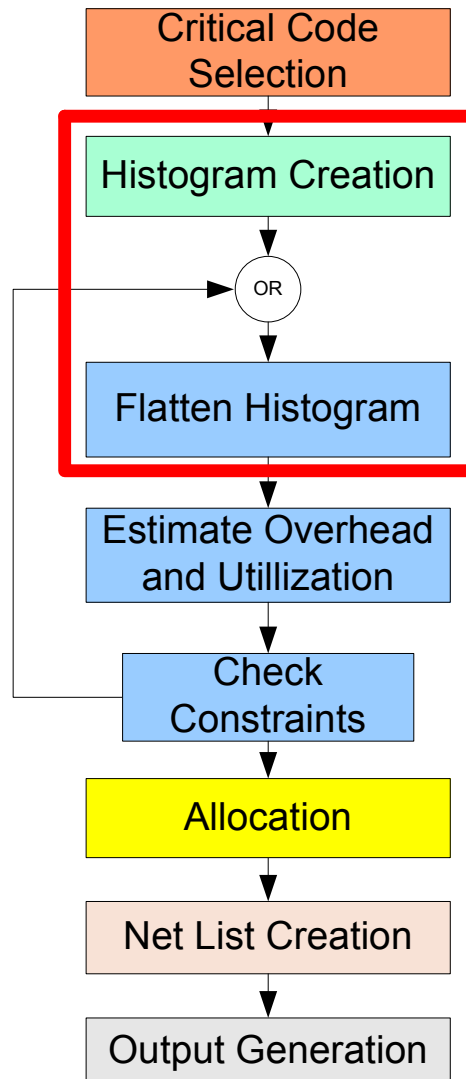 Critical Code
Selection
Histogram Creation
OR
Flatten Histogram
Estimate Overhead
and Utillization
Check
Constraints
Allocation
Net List Creation
Output Generation